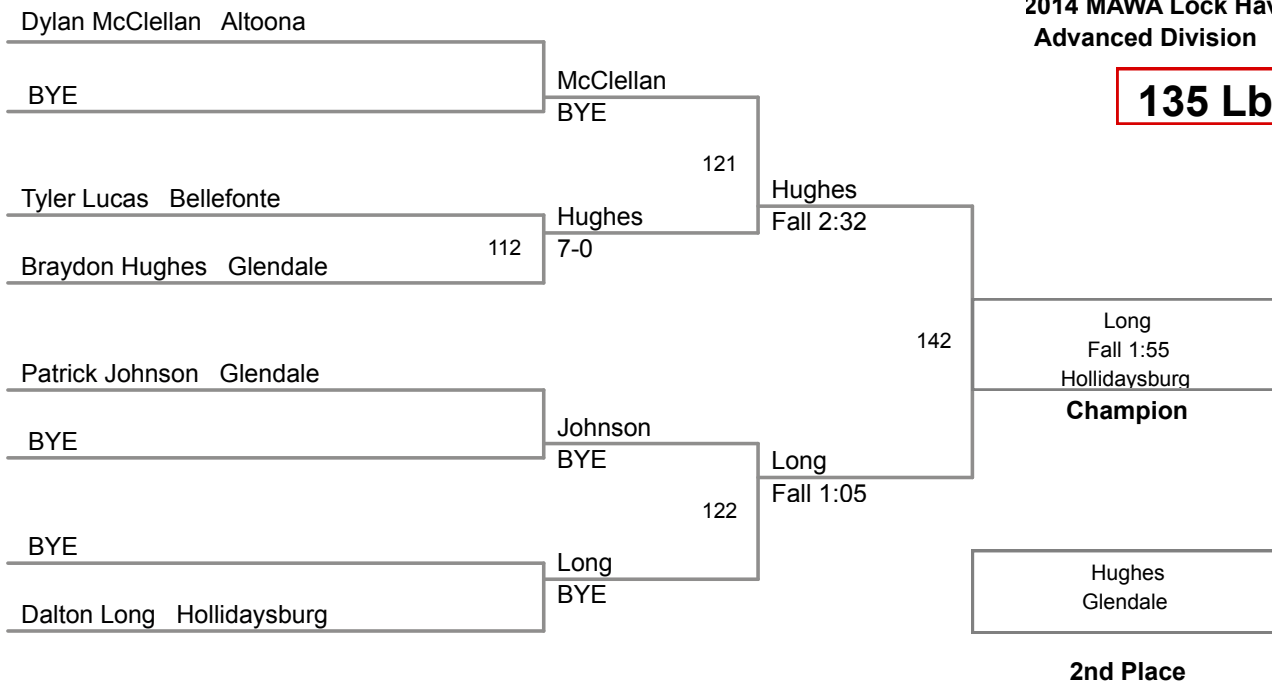 2014 MAWA Lock Hav
Advanced Division
135 Lb
Dylan McClellan Altoona
BYE
McClellan
BYE
121
Tyler Lucas Bellefonte
Braydon Hughes Glendale
112
Hughes
7-0
Hughes
Fall 2:32
Patrick Johnson Glendale
BYE
Johnson
BYE
122
BYE
Dalton Long Hollidaysburg
Long
BYE
Long
Fall 1:05
142
Long
Fall 1:55
Hollidaysburg
Champion
Hughes
Glendale
2nd Place